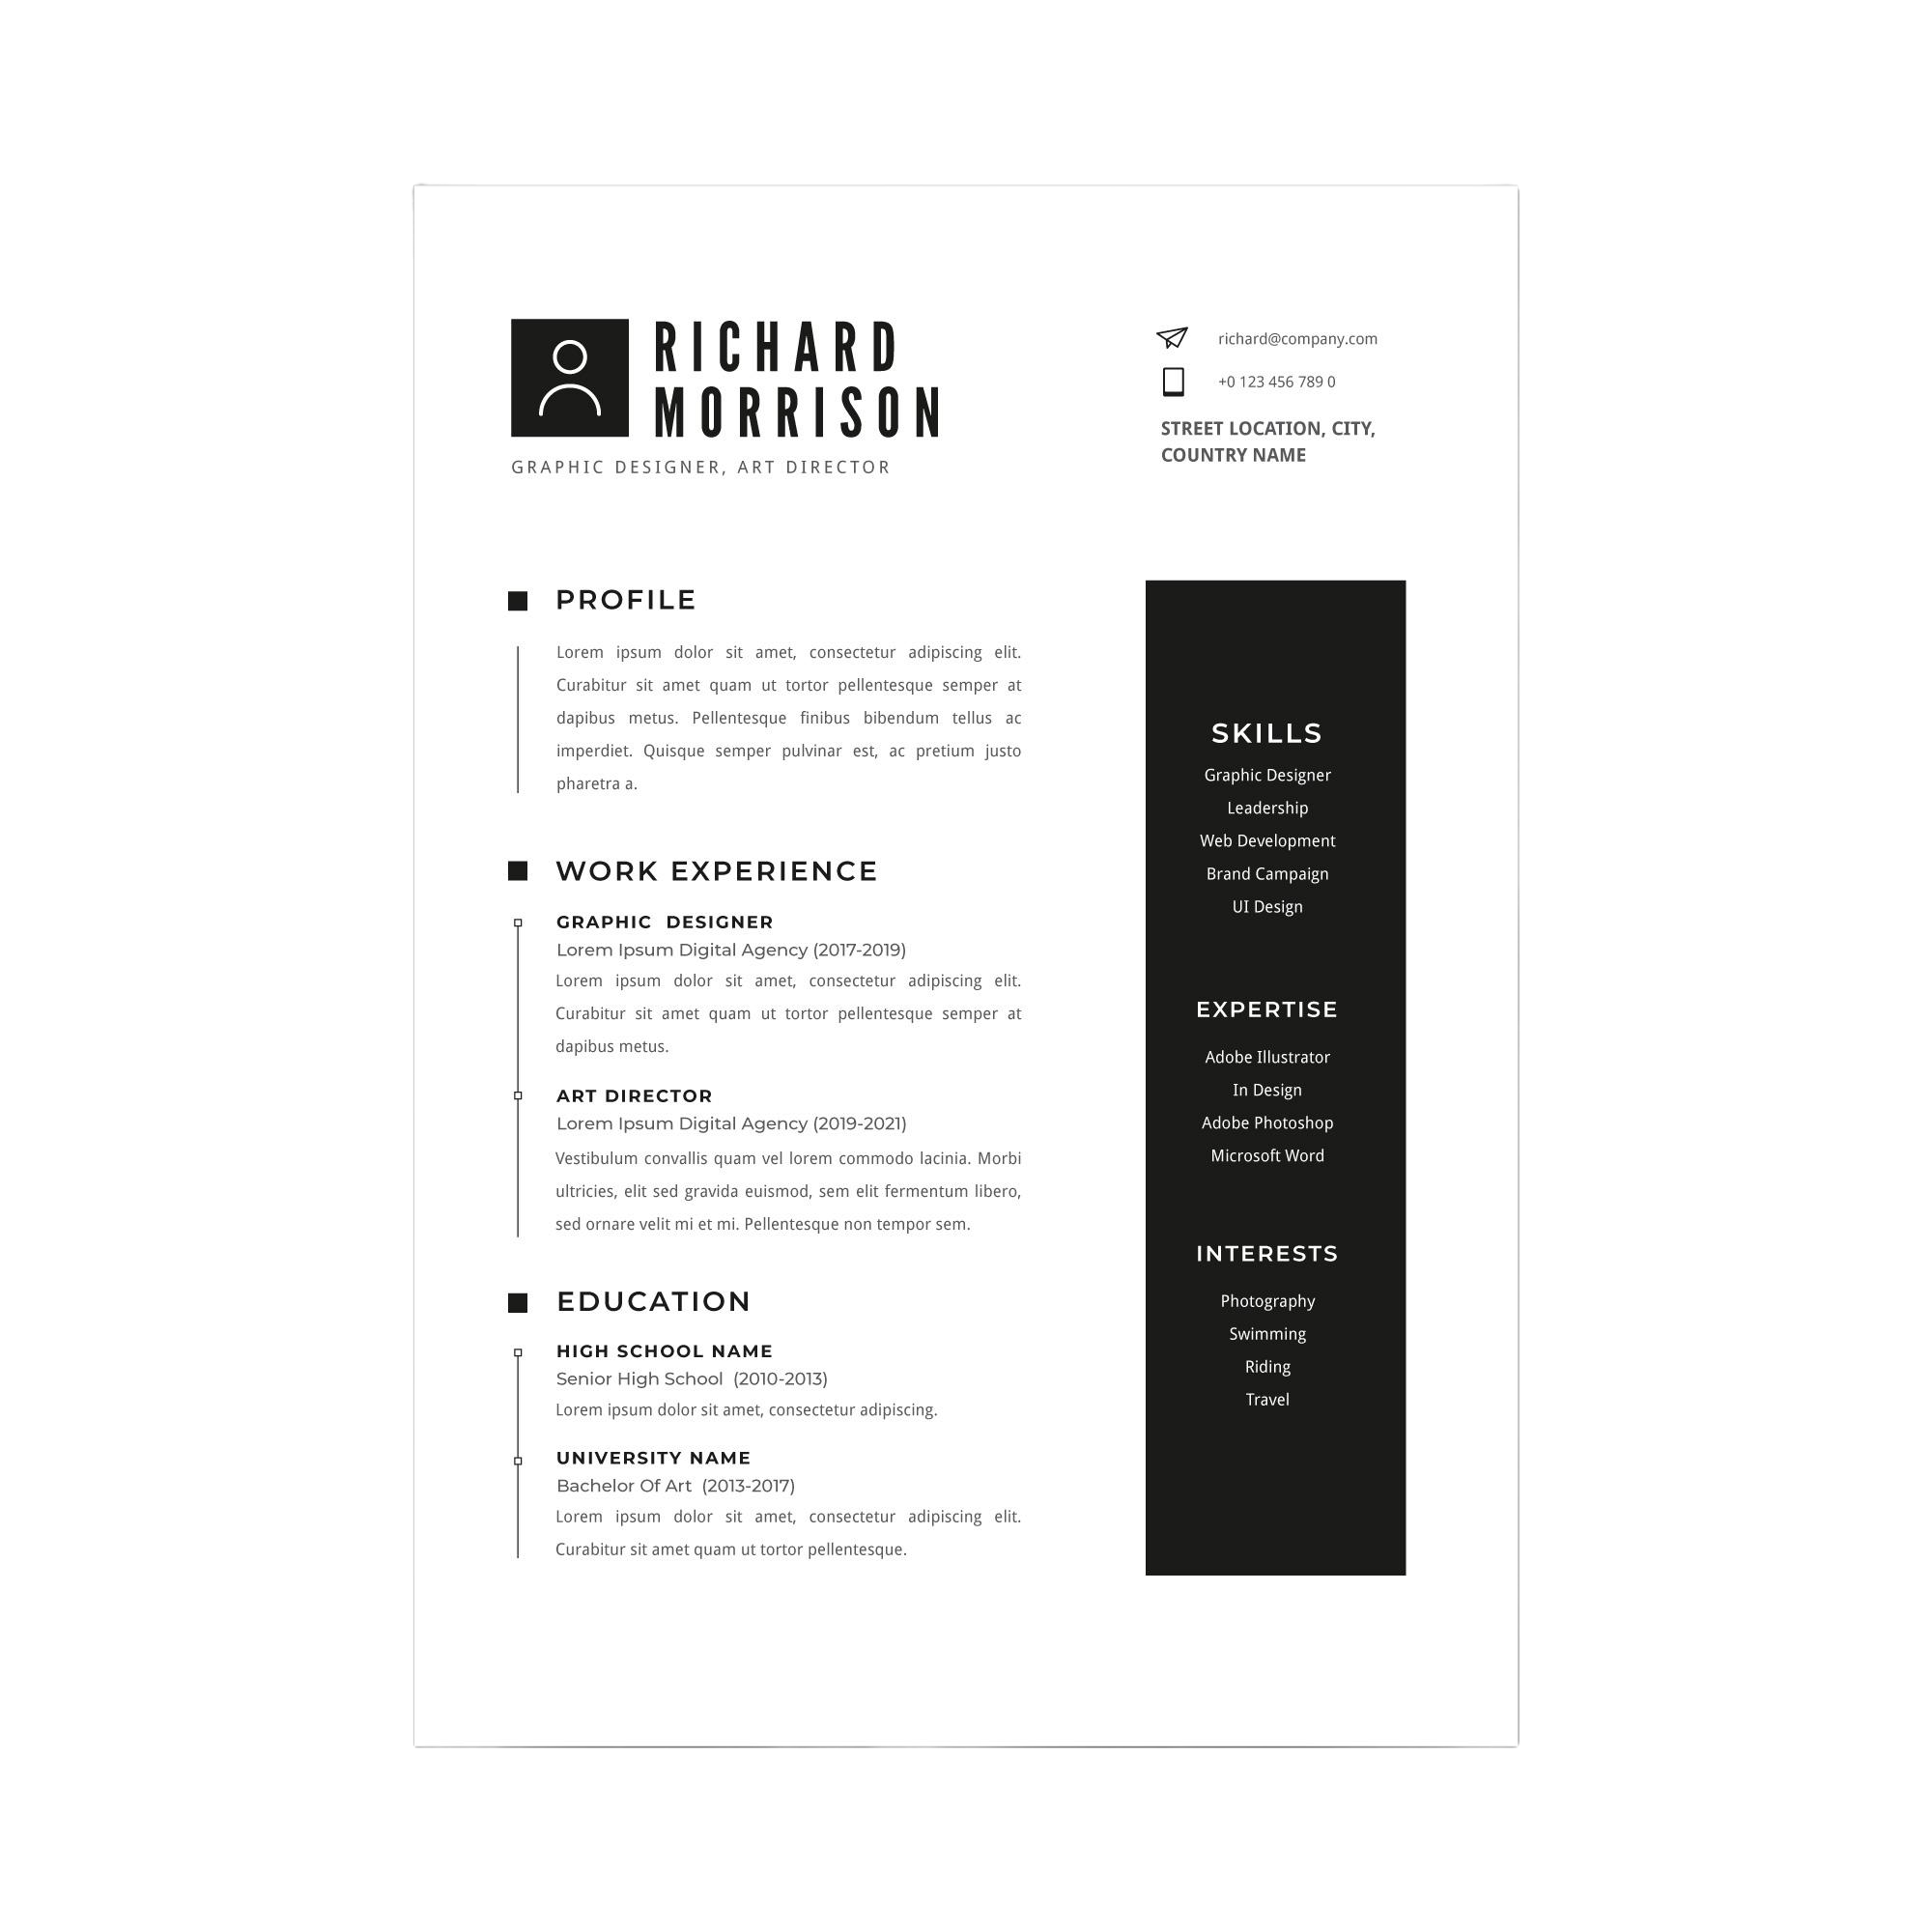 RICHARD
MORRISON
GRAPHIC DESIGNER, ART DIRECTOR
richard@company.com
+0 123 456 789 0
STREET LOCATION, CITY,
COUNTRY NAME
PROFILE
Lorem ipsum dolor sit amet, consectetur adipiscing elit.
Curabitur sit amet quam ut tortor pellentesque semper at
dapibus metus. Pellentesque finibus bibendum tellus ac
imperdiet. Quisque semper pulvinar est, ac pretium justo
pharetra a.
WORK EXPERIENCE
GRAPHIC DESIGNER
Lorem Ipsum Digital Agency (2017-2019)
Lorem ipsum dolor sit amet, consectetur adipiscing elit.
Curabitur sit amet quam ut tortor pellentesque semper at
dapibus metus.
ART DIRECTOR
Lorem Ipsum Digital Agency (2019-2021)
Vestibulum convallis quam vel lorem commodo lacinia. Morbi
ultricies, elit sed gravida euismod, sem elit fermentum libero,
sed ornare velit mi et mi. Pellentesque non tempor sem.
EDUCATION
HIGH SCHOOL NAME
Senior High School (2010-2013)
Lorem ipsum dolor sit amet, consectetur adipiscing.
UNIVERSITY NAME
Bachelor Of Art (2013-2017)
Lorem ipsum dolor sit amet, consectetur adipiscing elit.
Curabitur sit amet quam ut tortor pellentesque.
SKILLS
Graphic Designer
Leadership
Web Development
Brand Campaign
UI Design
EXPERTISE
Adobe Illustrator
In Design
Adobe Photoshop
Microsoft Word
INTERESTS
Photography
Swimming
Riding
Travel